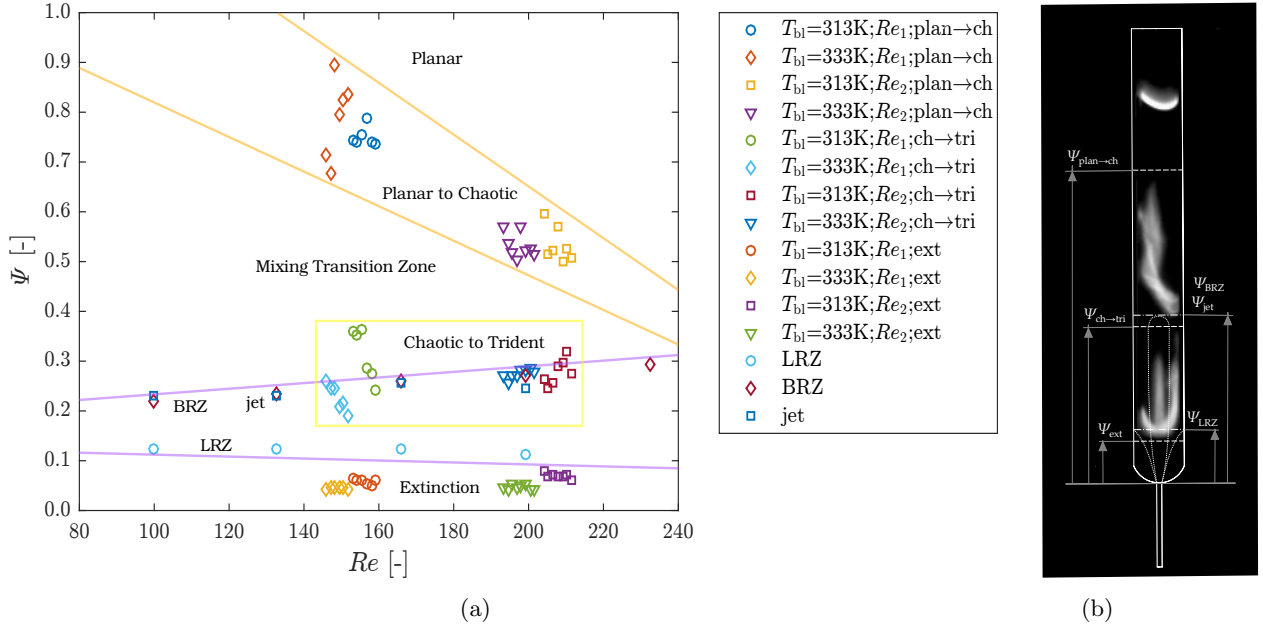 1.0
0.9
0.8
0.7
0.6
0.5
0.4
0.3
0.2
0.1
0.0
Ψ [-]
80 100 120 140 160 180 200 220 240
Re [-]
Planar
Planar to Chaotic
Mixing Transition Zone
Chaotic to Trident
BRZ jet
LRZ
Extinction
T_bl=313K;Re_1;plan→ch
T_bl=333K;Re_1;plan→ch
T_bl=313K;Re_2;plan→ch
T_bl=333K;Re_2;plan→ch
T_bl=313K;Re_1;ch→tri
T_bl=333K;Re_1;ch→tri
T_bl=313K;Re_2;ch→tri
T_bl=333K;Re_2;ch→tri
T_bl=313K;Re_1;ext
T_bl=333K;Re_1;ext
T_bl=313K;Re_2;ext
T_bl=333K;Re_2;ext
LRZ
BRZ
jet
(a)
Ψ_plan→ch
Ψ_BRZ
Ψ_jet
Ψ_ch→tri
Ψ_LRZ
Ψ_ext
(b)